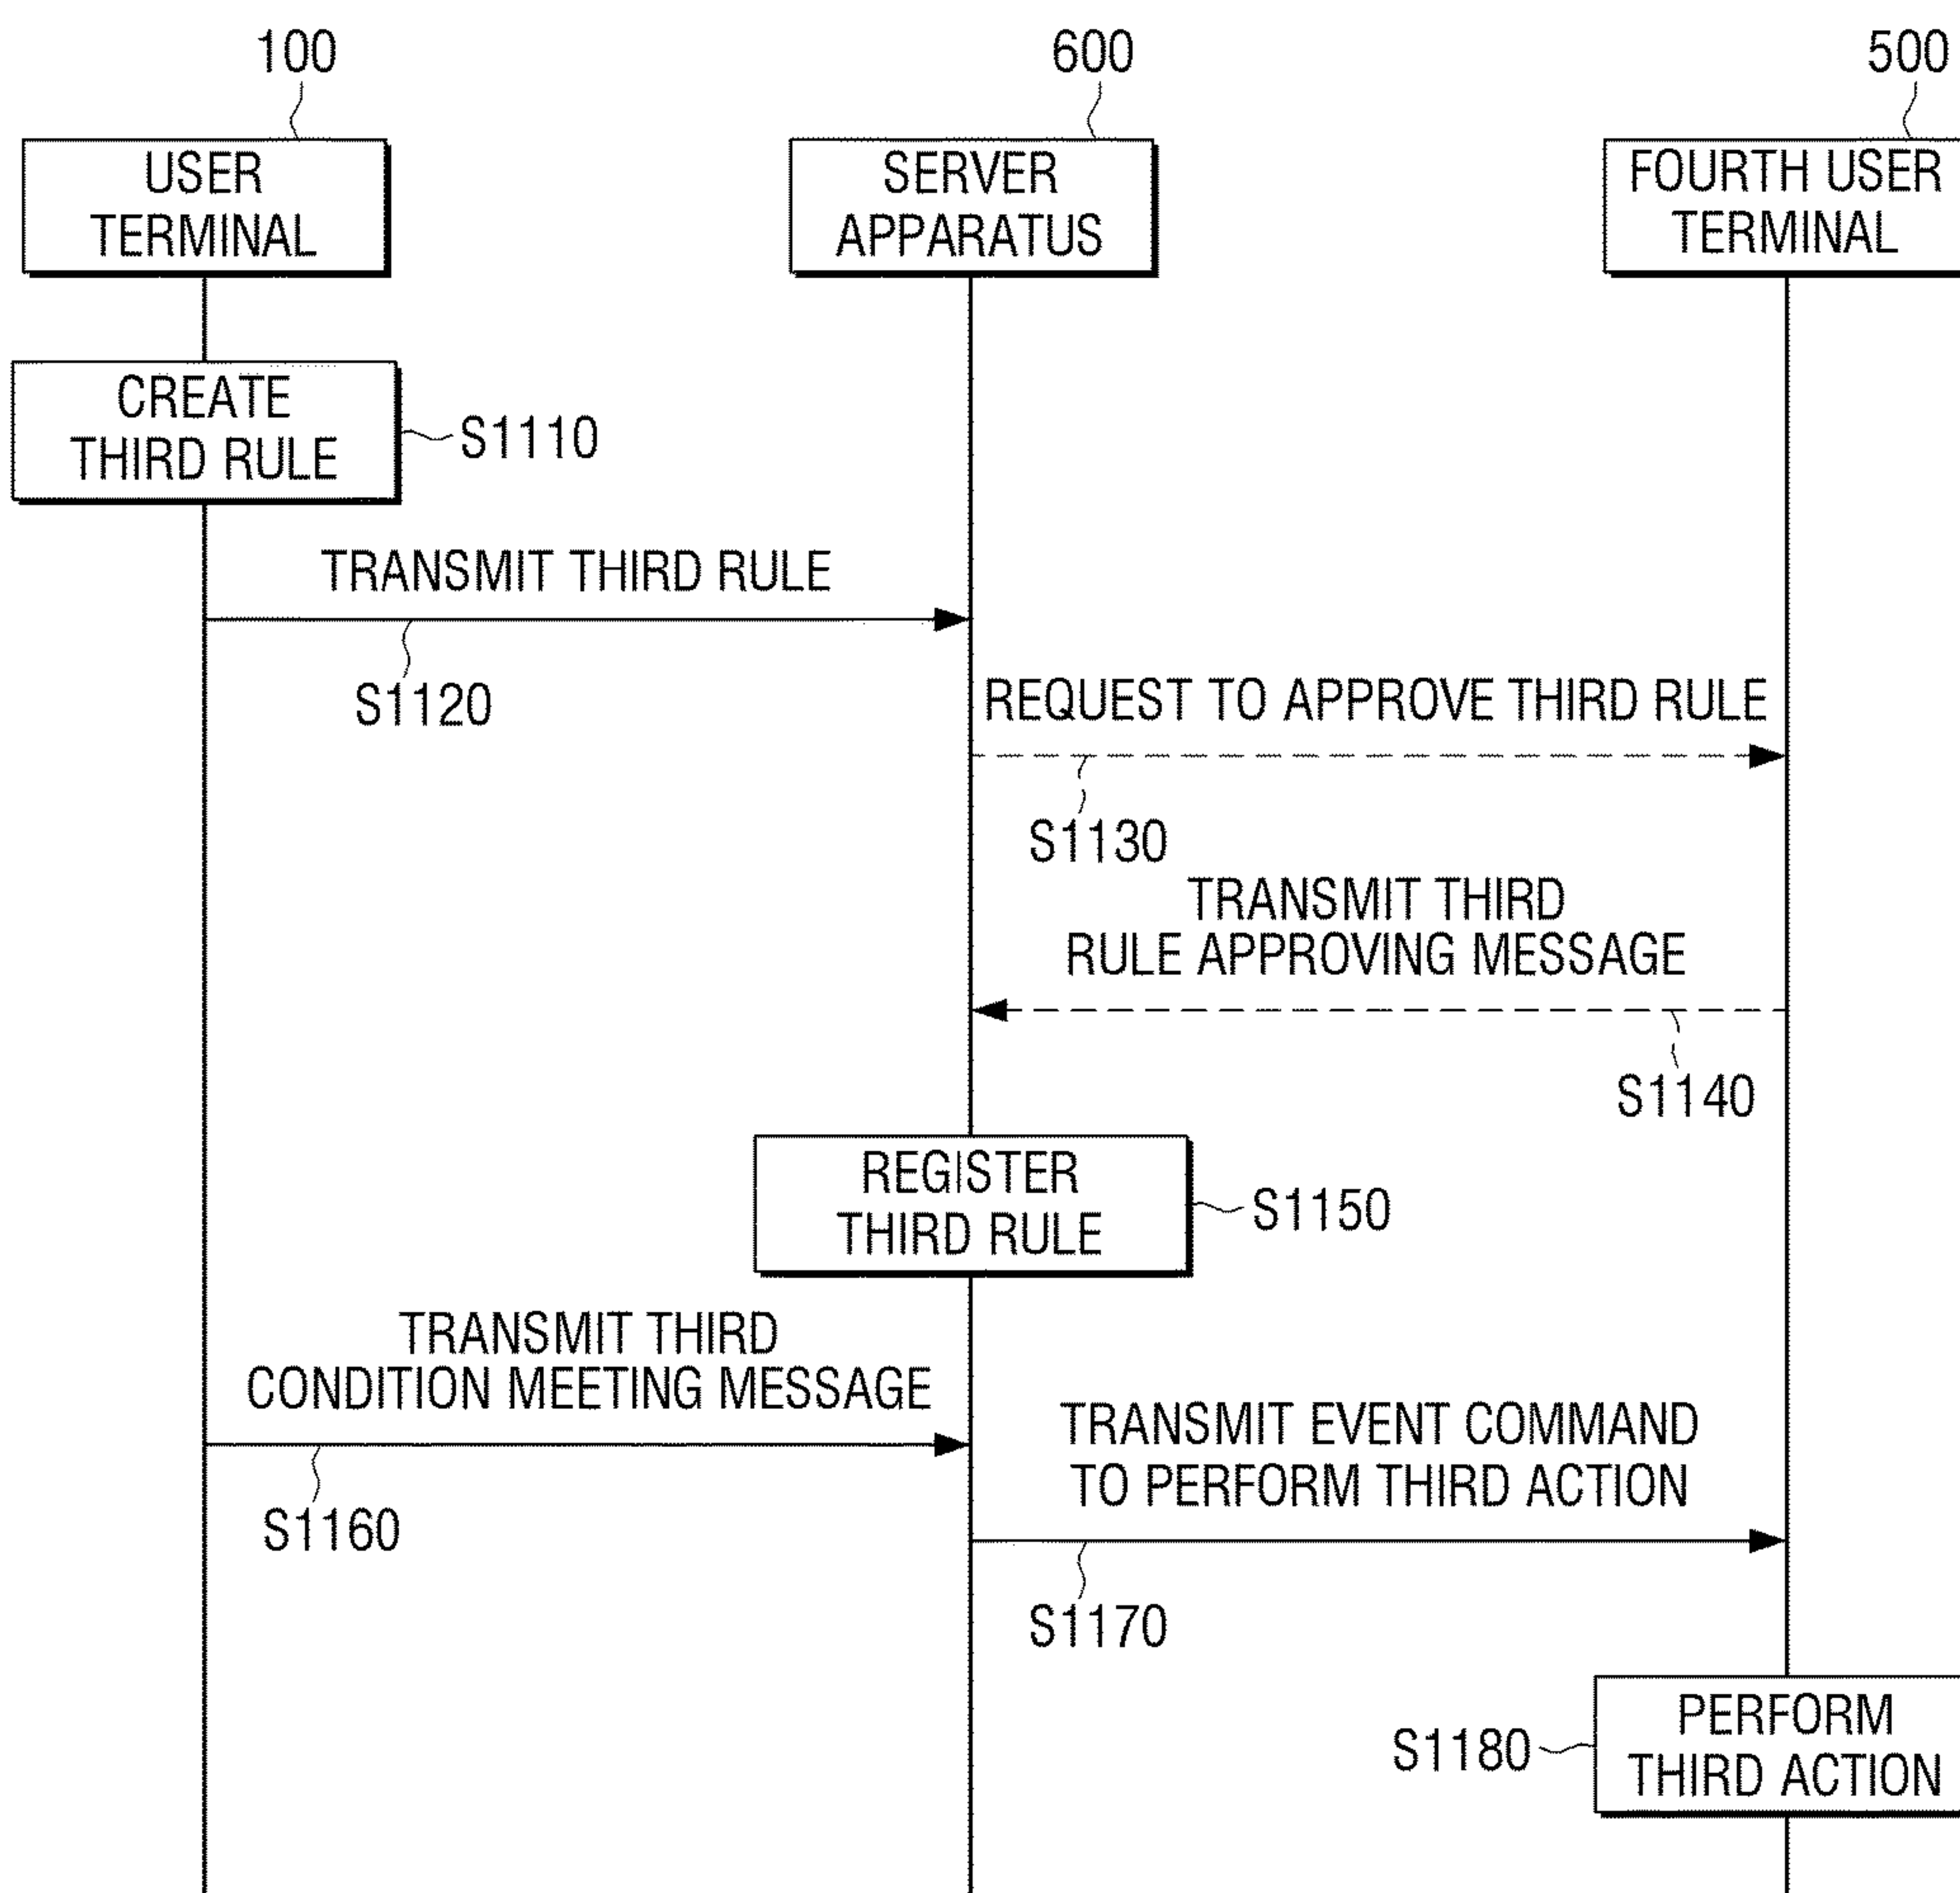 100
600
500
USER
TERMINAL
SERVER
APPARATUS
FOURTH USER
TERMINAL
CREATE
THIRD RULE
S1110
TRANSMIT THIRD RULE
S1120
REQUEST TO APPROVE THIRD RULE
S1130
TRANSMIT THIRD
RULE APPROVING MESSAGE
S1140
REGISTER
THIRD RULE
S1150
TRANSMIT THIRD
CONDITION MEETING MESSAGE
S1160
TRANSMIT EVENT COMMAND
TO PERFORM THIRD ACTION
S1170
PERFORM
THIRD ACTION
S1180